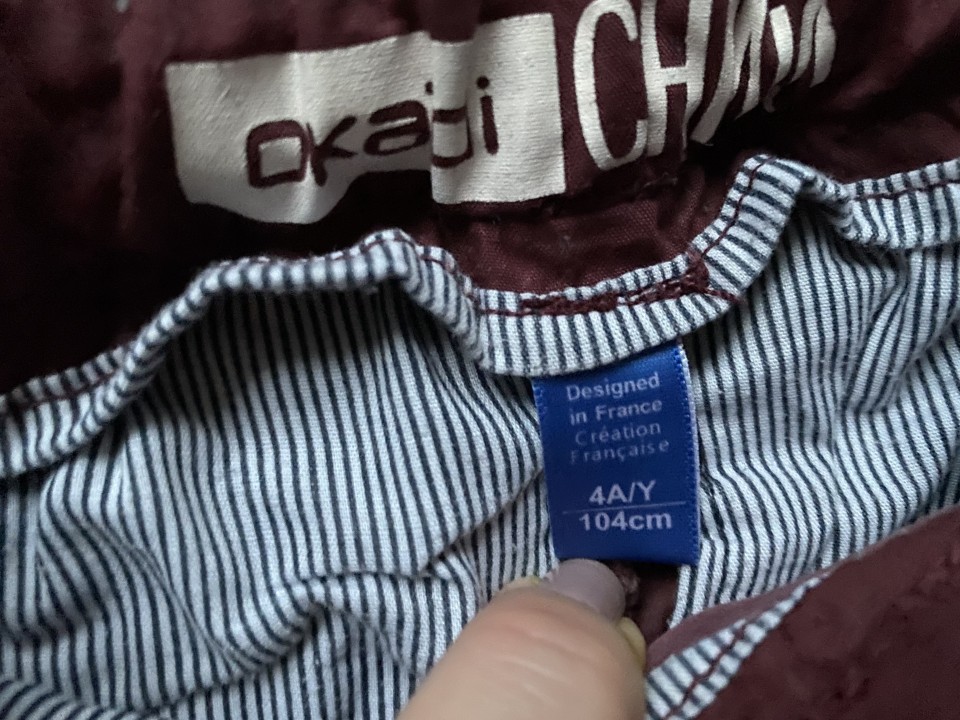 okaïdi
Designed
in France
Création
Française
4A/Y
104cm